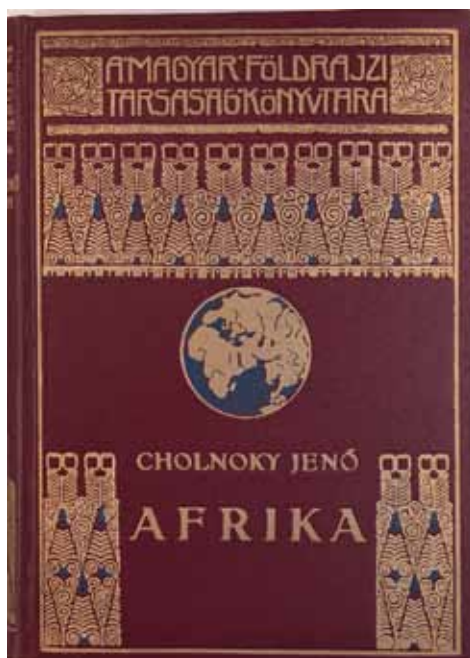 A·MAGYAR·FÖLDRAJZI
TÁRSASÁG·KÖNYVTÁRA
CHOLNOKY JENŐ
AFRIKA